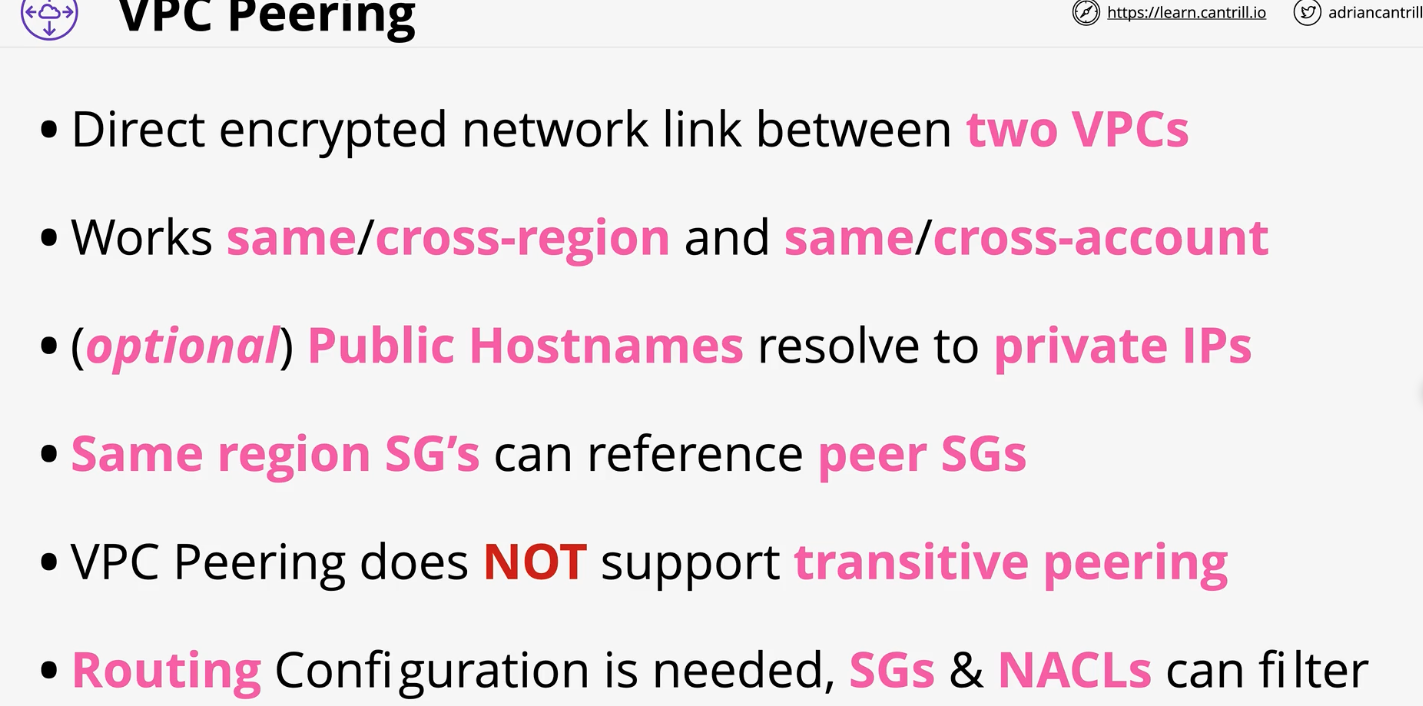 VPC Peering
https://learn.cantrill.io
adriancantrill
• Direct encrypted network link between two VPCs
• Works same/cross-region and same/cross-account
• (optional) Public Hostnames resolve to private IPs
• Same region SG’s can reference peer SGs
• VPC Peering does NOT support transitive peering
• Routing Configuration is needed, SGs & NACLs can filter